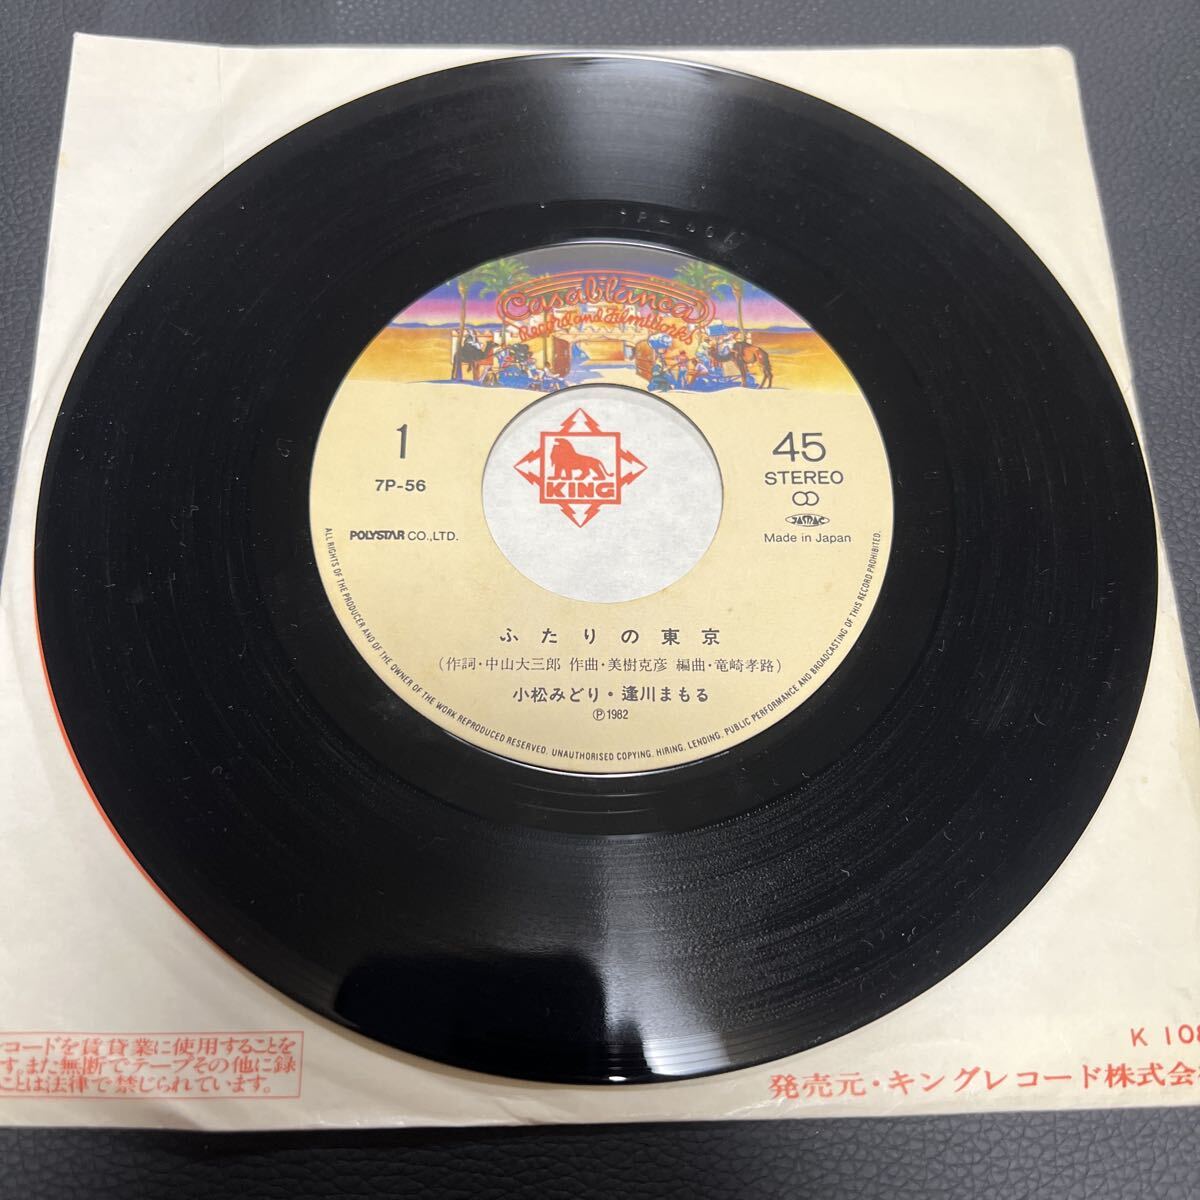 7P-56
Casablanca
Record and FilmWorks
1
7P-56
45
STEREO
KING
POLYSTAR CO.,LTD.
JASRAC
Made in Japan
ふたりの東京
(作詞・中山大三郎 作曲・美樹克彦 編曲・竜崎孝路)
小松みどり・逢川まもる
Ⓟ1982
ALL RIGHTS OF THE PRODUCER AND OF THE OWNER OF THE WORK REPRODUCED RESERVED. UNAUTHORISED COPYING, HIRING, LENDING, PUBLIC PERFORMANCE AND BROADCASTING OF THIS RECORD PROHIBITED.
コードを賃貸業に使用することを
す。また無断でテープその他に録
ことは法律で禁じられています。
K 108
発売元・キングレコード株式会